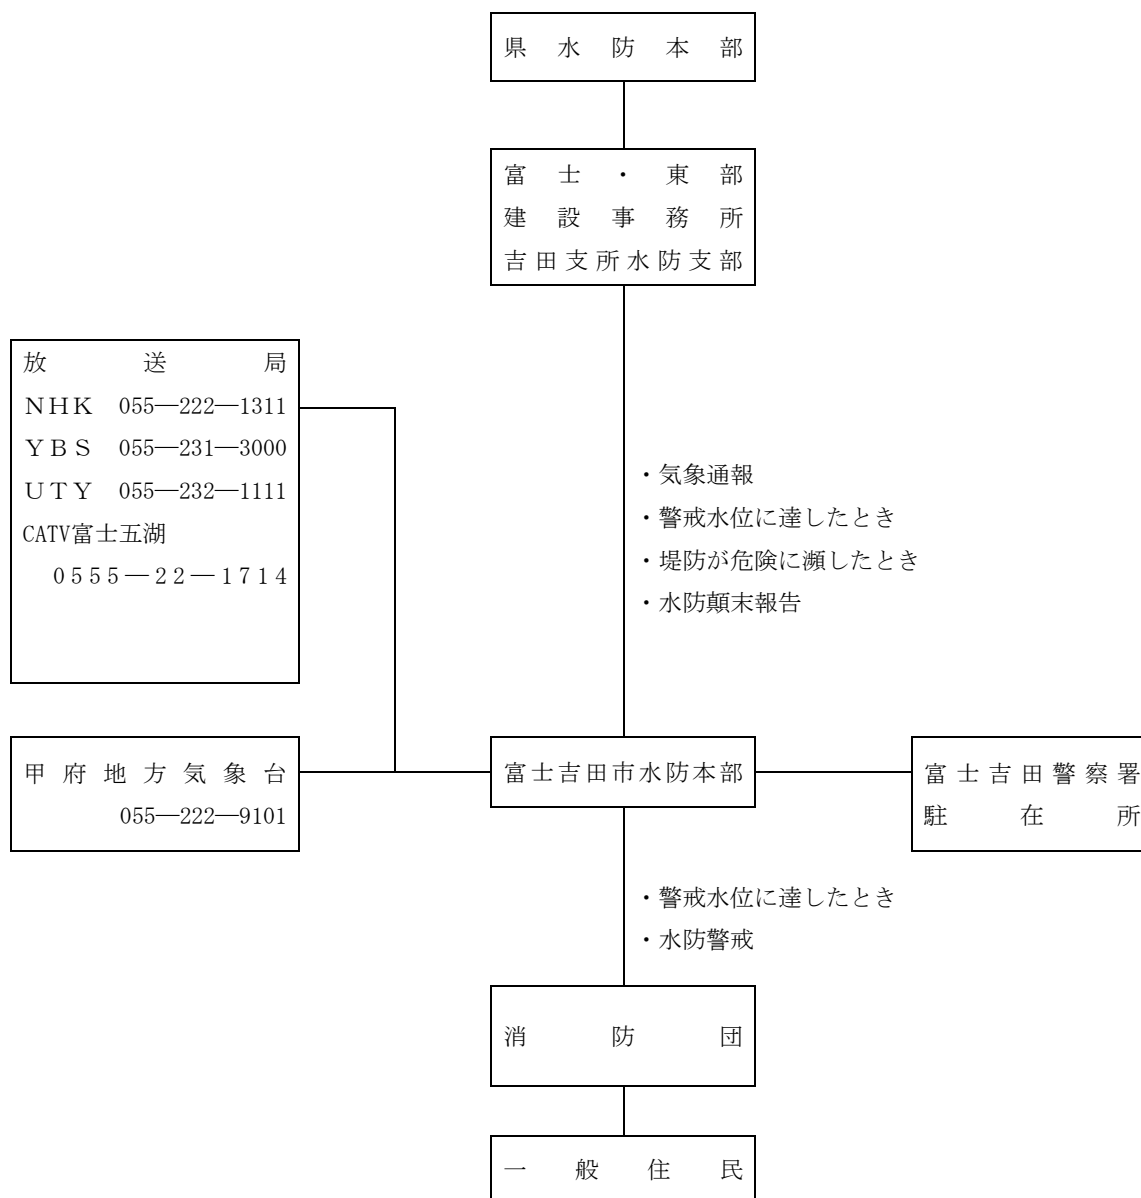 県水防本部
富士・東部
建設事務所
吉田支所水防支部
放送局
ＮＨＫ 055―222―1311
ＹＢＳ 055―231―3000
ＵＴＹ 055―232―1111
CATV富士五湖
0555―22―1714
・気象通報
・警戒水位に達したとき
・堤防が危険に瀕したとき
・水防顛末報告
甲府地方気象台
055―222―9101
富士吉田市水防本部
富士吉田警察署
駐在所
・警戒水位に達したとき
・水防警戒
消防団
一般住民